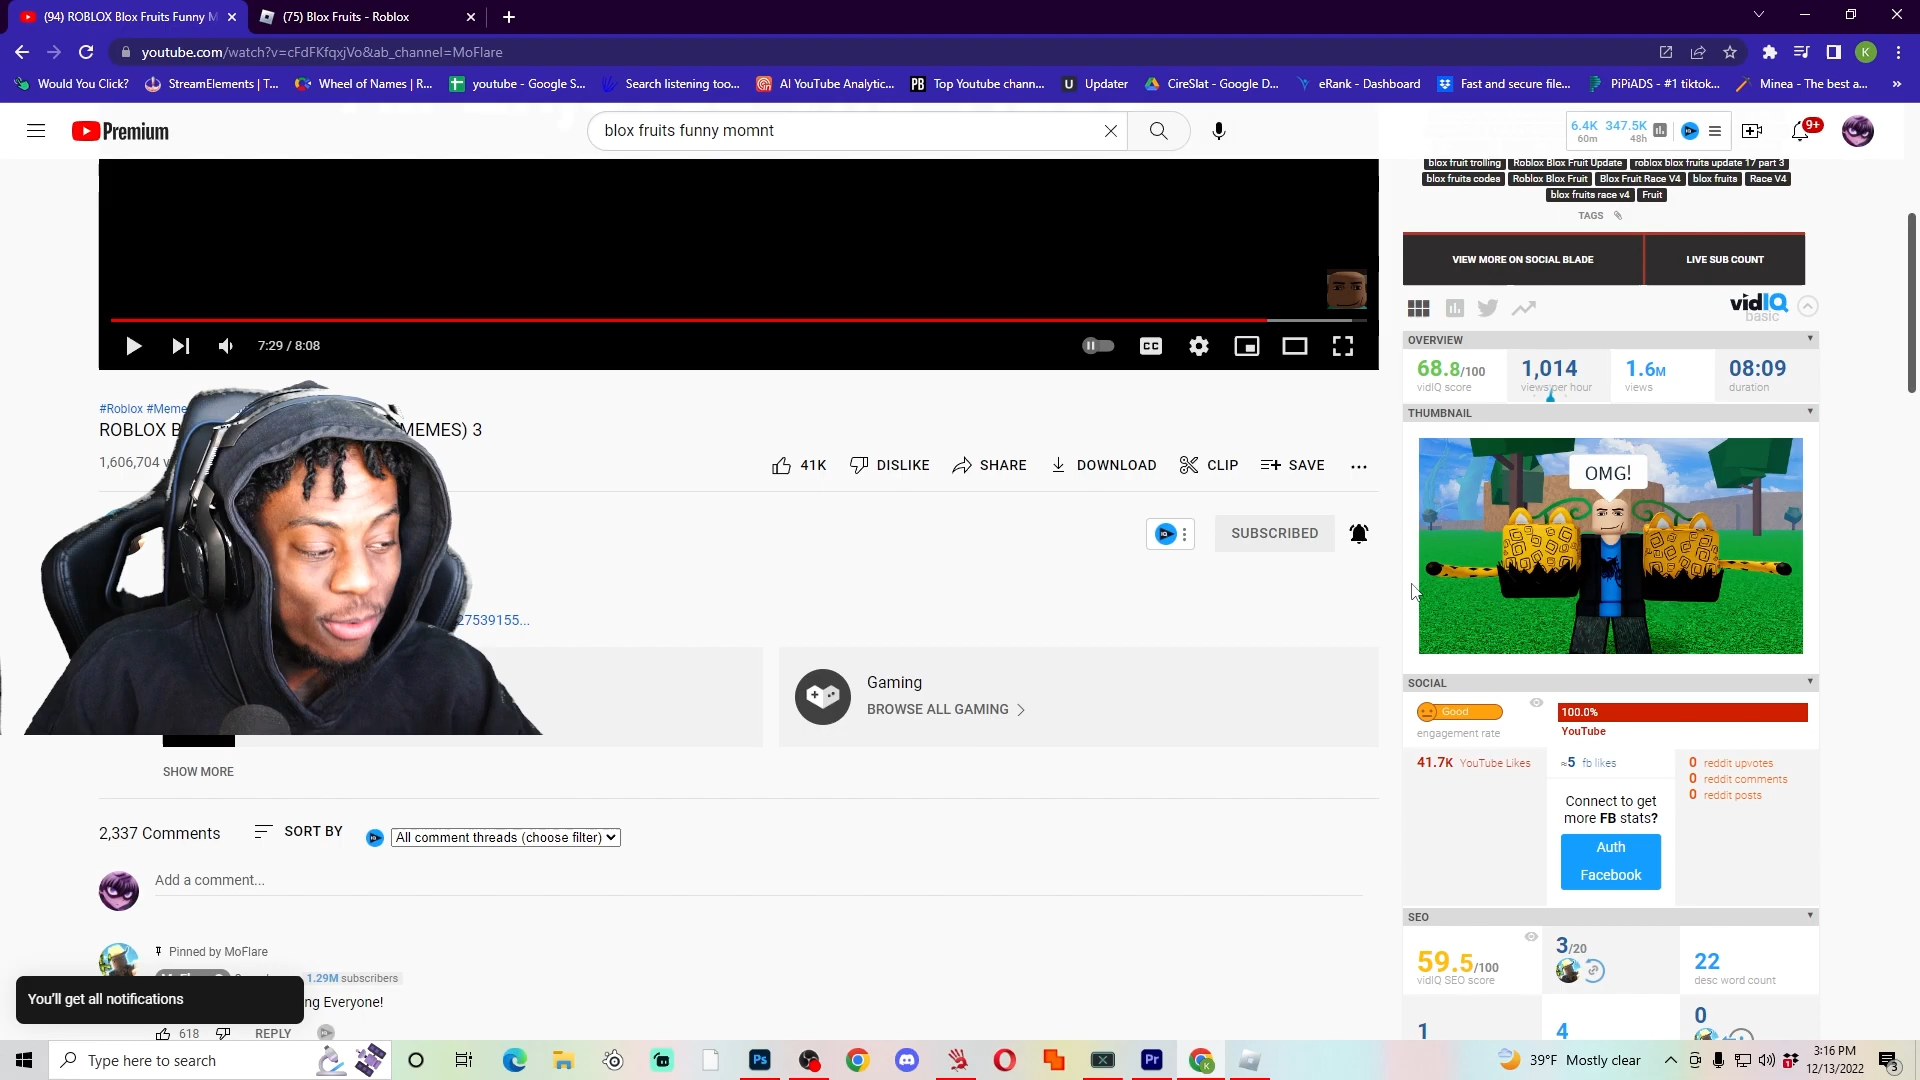 (94) ROBLOX Blox Fruits Funny M
(75) Blox Fruits - Roblox
youtube.com/watch?v=cFdFKfqxjVo&ab_channel=MoFlare
K
Would You Click?
StreamElements | T...
Wheel of Names | R...
youtube - Google S...
Search listening too...
AI YouTube Analytic...
PB Top Youtube chann...
U Updater
CireSlat - Google D...
eRank - Dashboard
Fast and secure file...
PiPiADS - #1 tiktok...
Minea - The best a...
»
Premium
blox fruits funny momnt
6.4K 347.5K
60m 48h
9+
blox fruit trolling Roblox Blox Fruit Update roblox blox fruits update 17 part 3
blox fruits codes Roblox Blox Fruit Blox Fruit Race V4 blox fruits Race V4
blox fruits race v4 Fruit
TAGS
VIEW MORE ON SOCIAL BLADE
LIVE SUB COUNT
vidIQ
basic
7:29 / 8:08
CC
OVERVIEW
68.8/100
vidIQ score
1,014
views per hour
1.6M
views
08:09
duration
THUMBNAIL
OMG!
#Roblox #Meme
ROBLOX B MEMES) 3
1,606,704 v
41K
DISLIKE
SHARE
DOWNLOAD
CLIP
SAVE
SUBSCRIBED
27539155...
Gaming
BROWSE ALL GAMING
SHOW MORE
SOCIAL
Good
engagement rate
100.0%
YouTube
41.7K YouTube Likes
≈5 fb likes
0 reddit upvotes
0 reddit comments
0 reddit posts
Connect to get
more FB stats?
Auth
Facebook
2,337 Comments
SORT BY
All comment threads (choose filter)
Add a comment...
Pinned by MoFlare
1.29M subscribers
ng Everyone!
618
REPLY
You'll get all notifications
SEO
59.5/100
vidIQ SEO score
3/20
22
desc word count
1
4
0
Type here to search
Ps
Pr
39°F Mostly clear
3:16 PM
12/13/2022
3